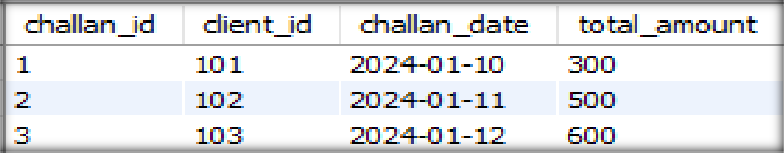 challan_id client_id challan_date total_amount
1 101 2024-01-10 300
2 102 2024-01-11 500
3 103 2024-01-12 600